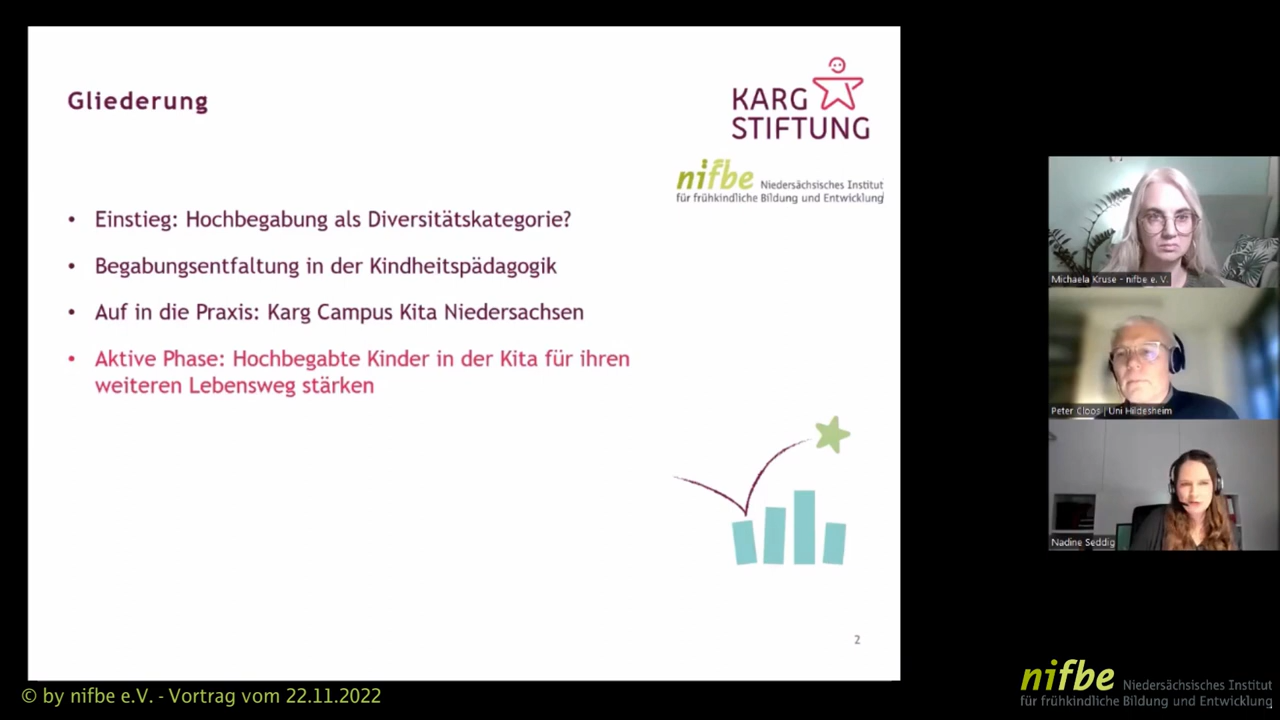 Gliederung
KARG
STIFTUNG
nifbe Niedersächsisches Institut
für frühkindliche Bildung und Entwicklung
• Einstieg: Hochbegabung als Diversitätskategorie?
• Begabungsentfaltung in der Kindheitspädagogik
• Auf in die Praxis: Karg Campus Kita Niedersachsen
• Aktive Phase: Hochbegabte Kinder in der Kita für ihren
weiteren Lebensweg stärken
2
Michaela Kruse - nifbe e. V.
Peter Cloos | Uni Hildesheim
Nadine Seddig
© by nifbe e.V. - Vortrag vom 22.11.2022
nifbe Niedersächsisches Institut
für frühkindliche Bildung und Entwicklung